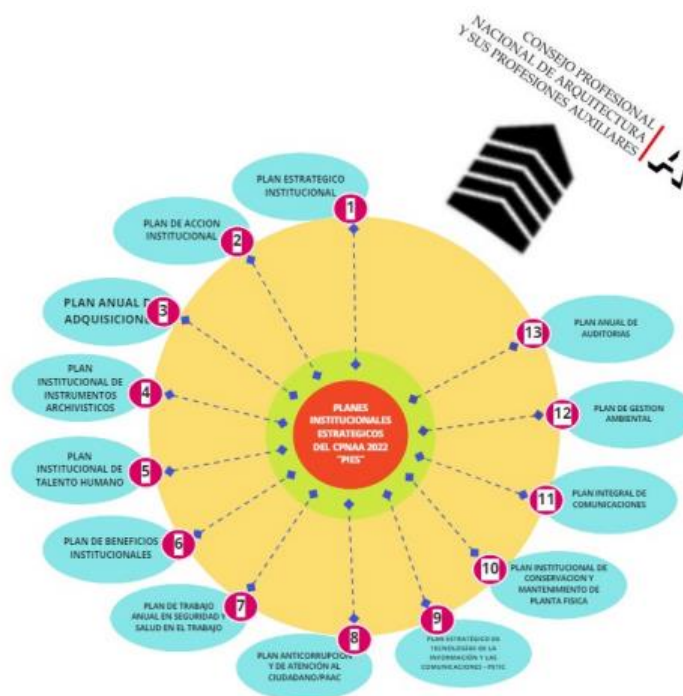 CONSEJO PROFESIONAL
NACIONAL DE ARQUITECTURA
Y SUS PROFESIONES AUXILIARES
PLAN ESTRATEGICO
INSTITUCIONAL
1
PLAN DE ACCION
INSTITUCIONAL
2
PLAN ANUAL D
ADQUISICION
3
PLAN
INSTITUCIONAL DE
INSTRUMENTOS
ARCHIVISTICOS
4
PLAN
INSTITUCIONAL DE
TALENTO HUMANO
5
PLAN DE BENEFICIOS
INSTITUCIONALES
6
PLAN DE TRABAJO
ANUAL EN SEGURIDAD Y
SALUD EN EL TRABAJO
7
PLAN ANTICORRUPCION
Y DE ATENCIÓN AL
CIUDADANO/PAAC
8
PLAN ESTRATÉGICO DE
TECNOLOGÍAS DE LA
INFORMACIÓN Y LAS
COMUNICACIONES - PETIC
9
PLAN INSTITUCIONAL DE
CONSERVACION Y
MANTENIMIENTO DE
PLANTA FISICA
10
PLAN INTEGRAL DE
COMUNICACIONES
11
PLAN DE GESTION
AMBIENTAL
12
PLAN ANUAL DE
AUDITORIAS
13
PLANES
INSTITUCIONALES
ESTRATEGICOS
DEL CPNAA 2022
"PIES"